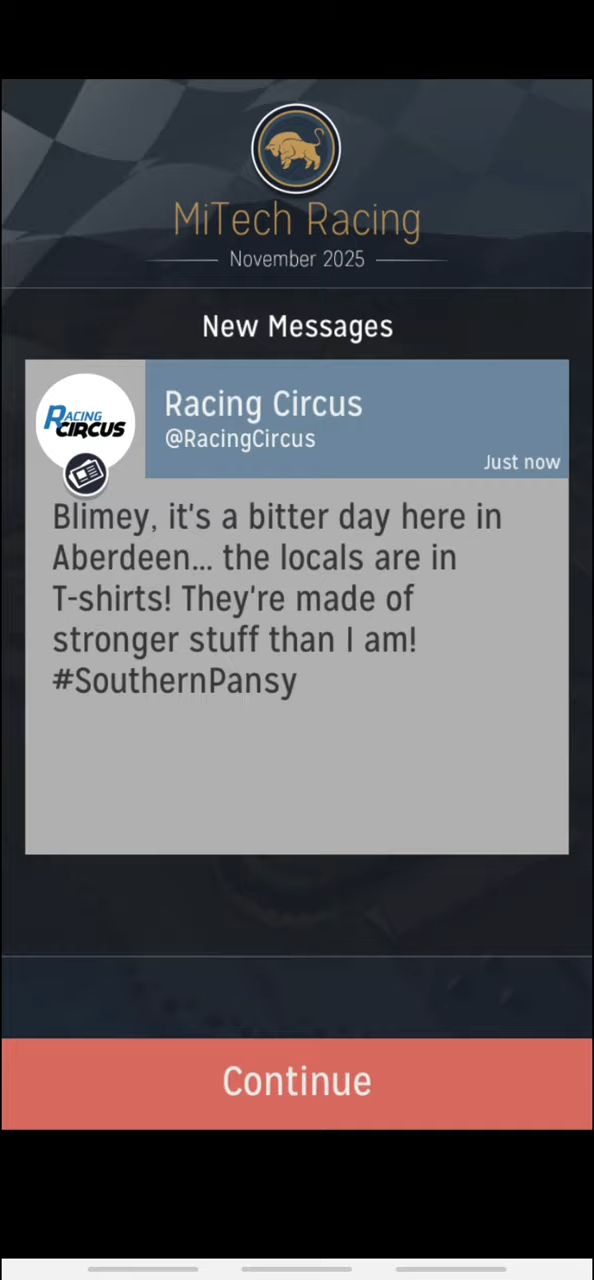 MiTech Racing
November 2025
New Messages
RACING
CIRCUS
Racing Circus
@RacingCircus
Just now
Blimey, it's a bitter day here in
Aberdeen... the locals are in
T-shirts! They're made of
stronger stuff than I am!
#SouthernPansy
Continue